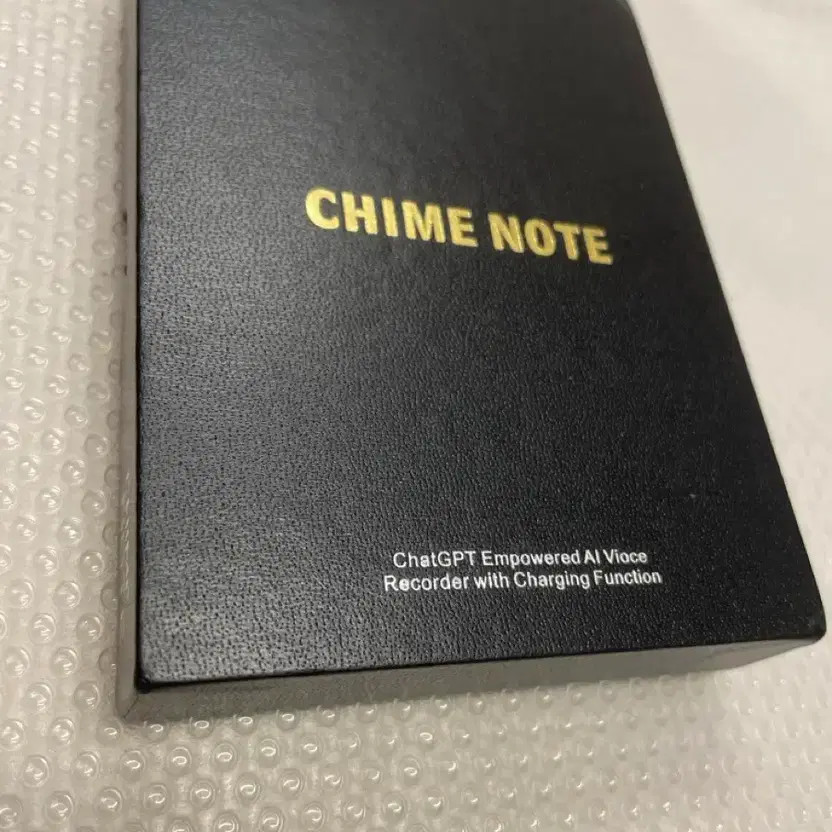 CHIME NOTE
ChatGPT Empowered AI Vioce
Recorder with Charging Function